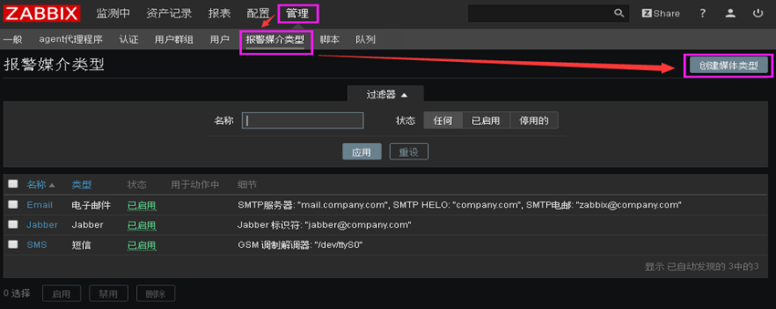 ZABBIX 监测中 资产记录 报表 配置 管理 Z Share ?
一般 agent代理程序 认证 用户群组 用户 报警媒介类型 脚本 队列
报警媒介类型 创建媒体类型
过滤器
名称 状态 任何 已启用 停用的
应用 重设
名称 类型 状态 用于动作中 细节
Email 电子邮件 已启用 SMTP服务器: "mail.company.com", SMTP HELO: "company.com", SMTP电邮: "zabbix@company.com"
Jabber Jabber 已启用 Jabber 标识符: "jabber@company.com"
SMS 短信 已启用 GSM 调制解调器: "/dev/ttyS0"
显示 已自动发现的 3中的3
0 选择 启用 禁用 删除